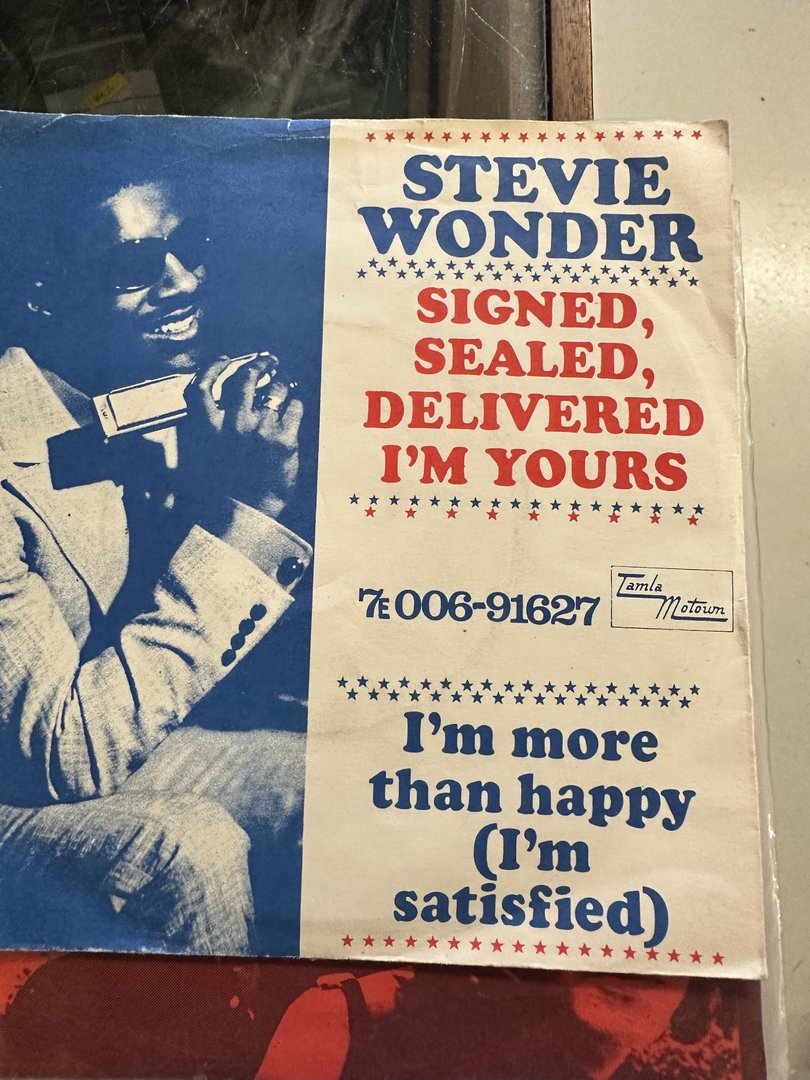 STEVIE
WONDER
SIGNED,
SEALED,
DELIVERED
I'M YOURS
7E 006-91627
Tamla
Motown
I'm more
than happy
(I'm
satisfied)